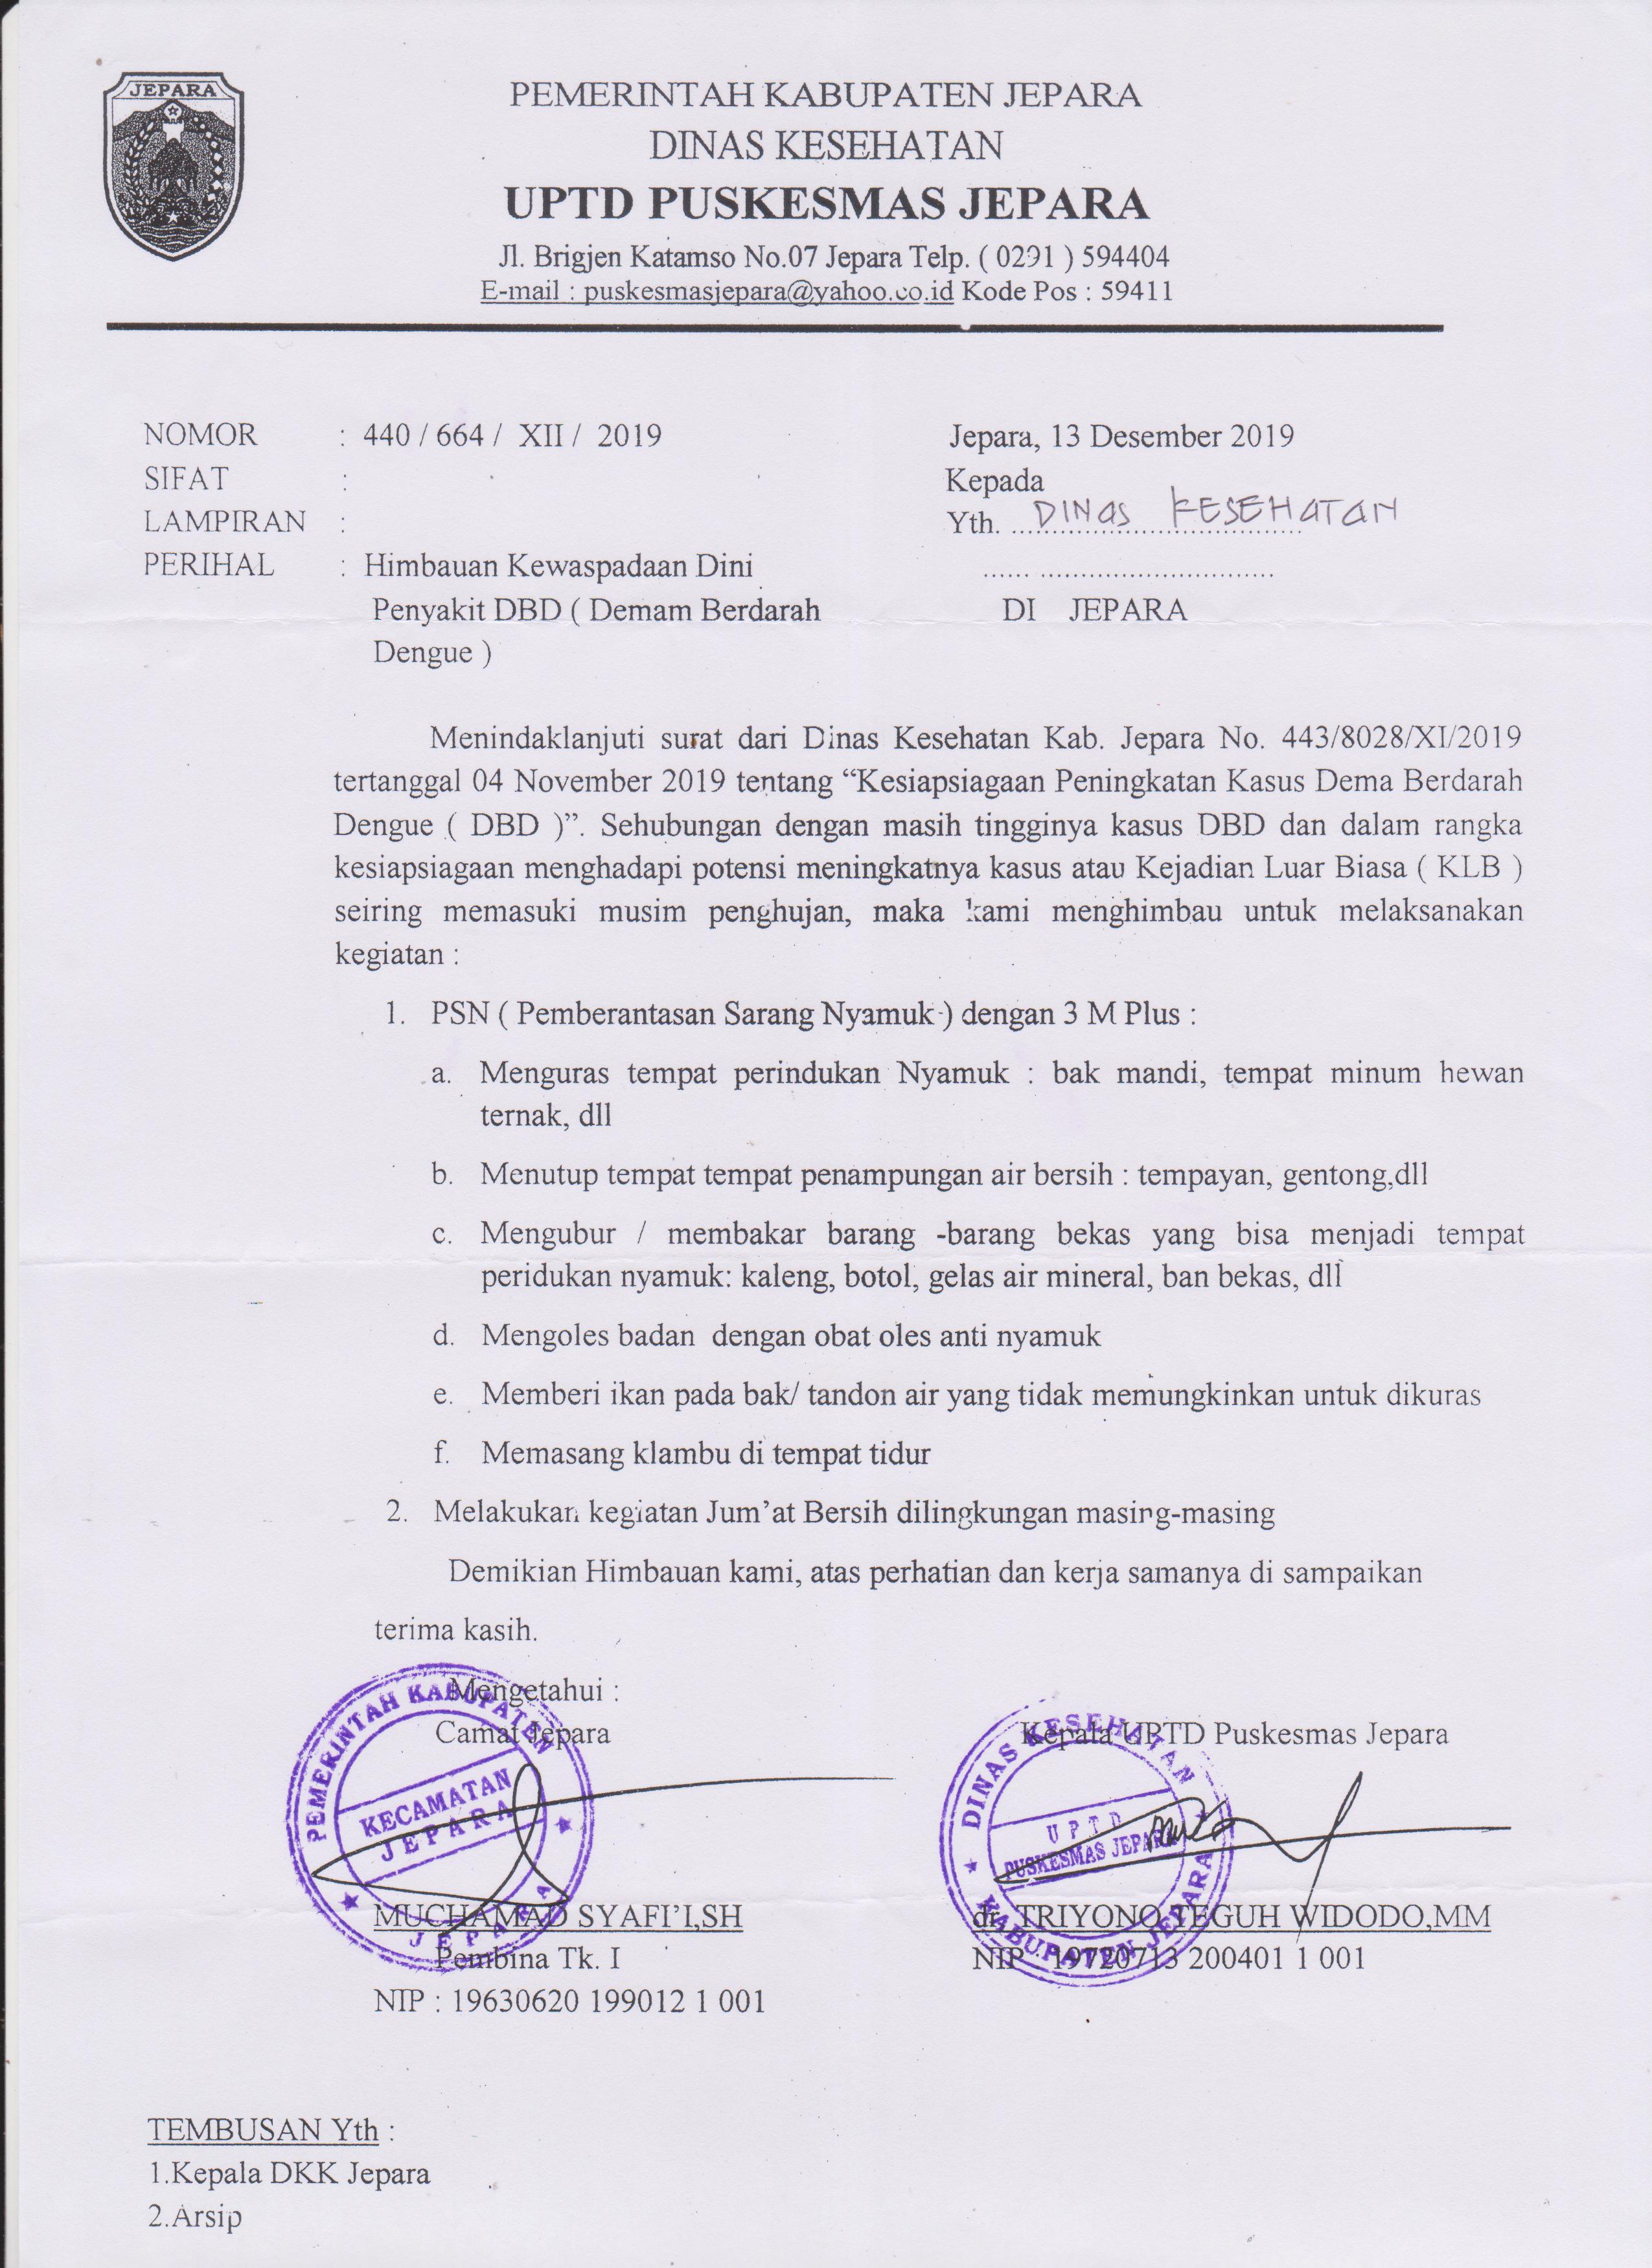 JEPARA
PEMERINTAH KABUPATEN JEPARA
DINAS KESEHATAN
UPTD PUSKESMAS JEPARA
Jl. Brigjen Katamso No.07 Jepara Telp. ( 0291 ) 594404
E-mail : puskesmasjepara@yahoo.co.id Kode Pos : 59411
NOMOR : 440 / 664 / XII / 2019
Jepara, 13 Desember 2019
SIFAT :
Kepada
LAMPIRAN :
Yth. DINAS KESEHATAN
PERIHAL : Himbauan Kewaspadaan Dini
...................................
Penyakit DBD ( Demam Berdarah
DI JEPARA
Dengue )
Menindaklanjuti surat dari Dinas Kesehatan Kab. Jepara No. 443/8028/XI/2019
tertanggal 04 November 2019 tentang “Kesiapsiagaan Peningkatan Kasus Dema Berdarah
Dengue ( DBD )”. Sehubungan dengan masih tingginya kasus DBD dan dalam rangka
kesiapsiagaan menghadapi potensi meningkatnya kasus atau Kejadian Luar Biasa ( KLB )
seiring memasuki musim penghujan, maka kami menghimbau untuk melaksanakan
kegiatan :
1. PSN ( Pemberantasan Sarang Nyamuk ) dengan 3 M Plus :
a. Menguras tempat perindukan Nyamuk : bak mandi, tempat minum hewan
ternak, dll
b. Menutup tempat tempat penampungan air bersih : tempayan, gentong,dll
c. Mengubur / membakar barang -barang bekas yang bisa menjadi tempat
peridukan nyamuk: kaleng, botol, gelas air mineral, ban bekas, dll
d. Mengoles badan dengan obat oles anti nyamuk
e. Memberi ikan pada bak/ tandon air yang tidak memungkinkan untuk dikuras
f. Memasang klambu di tempat tidur
2. Melakukan kegiatan Jum’at Bersih dilingkungan masing-masing
Demikian Himbauan kami, atas perhatian dan kerja samanya di sampaikan
terima kasih.
Mengetahui :
Camat Jepara
Kepala UPTD Puskesmas Jepara
PEMERINTAH KABUPATEN
KECAMATAN
JEPARA
JEPARA
DINAS KESEHATAN
UPTD
PUSKESMAS JEPARA
KABUPATEN JEPARA
MUCHAMAD SYAFI’I,SH
dr. TRIYONO TEGUH WIDODO,MM
Pembina Tk. I
NIP 19720713 200401 1 001
NIP : 19630620 199012 1 001
TEMBUSAN Yth :
1.Kepala DKK Jepara
2.Arsip